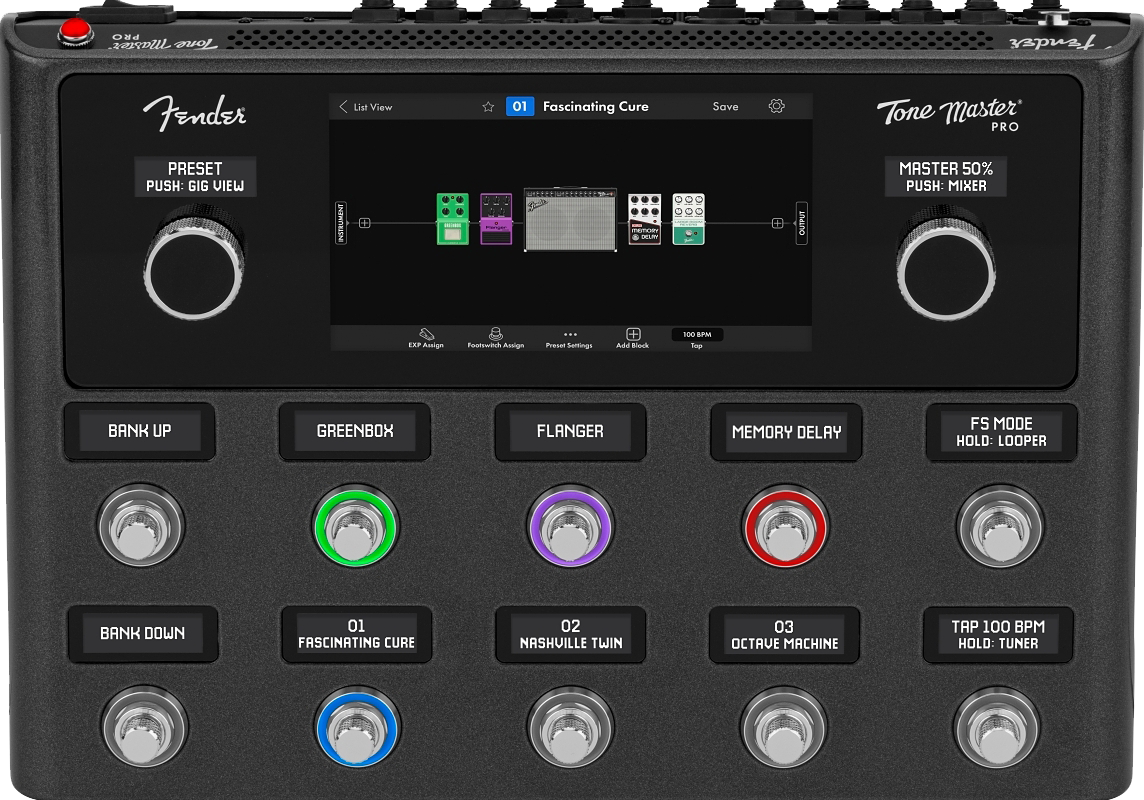 Tone Master
PRO
Fender
Fender
Tone Master
PRO
PRESET
PUSH: GIG VIEW
MASTER 50%
PUSH: MIXER
List View
01 Fascinating Cure
Save
INSTRUMENT
GREENBOX
Flanger
Fender
MEMORY
DELAY
OUTPUT
EXP Assign
Footswitch Assign
Preset Settings
Add Block
100 BPM
Tap
BANK UP
GREENBOX
FLANGER
MEMORY DELAY
FS MODE
HOLD: LOOPER
BANK DOWN
01
FASCINATING CURE
02
NASHVILLE TWIN
03
OCTAVE MACHINE
TAP 100 BPM
HOLD: TUNER